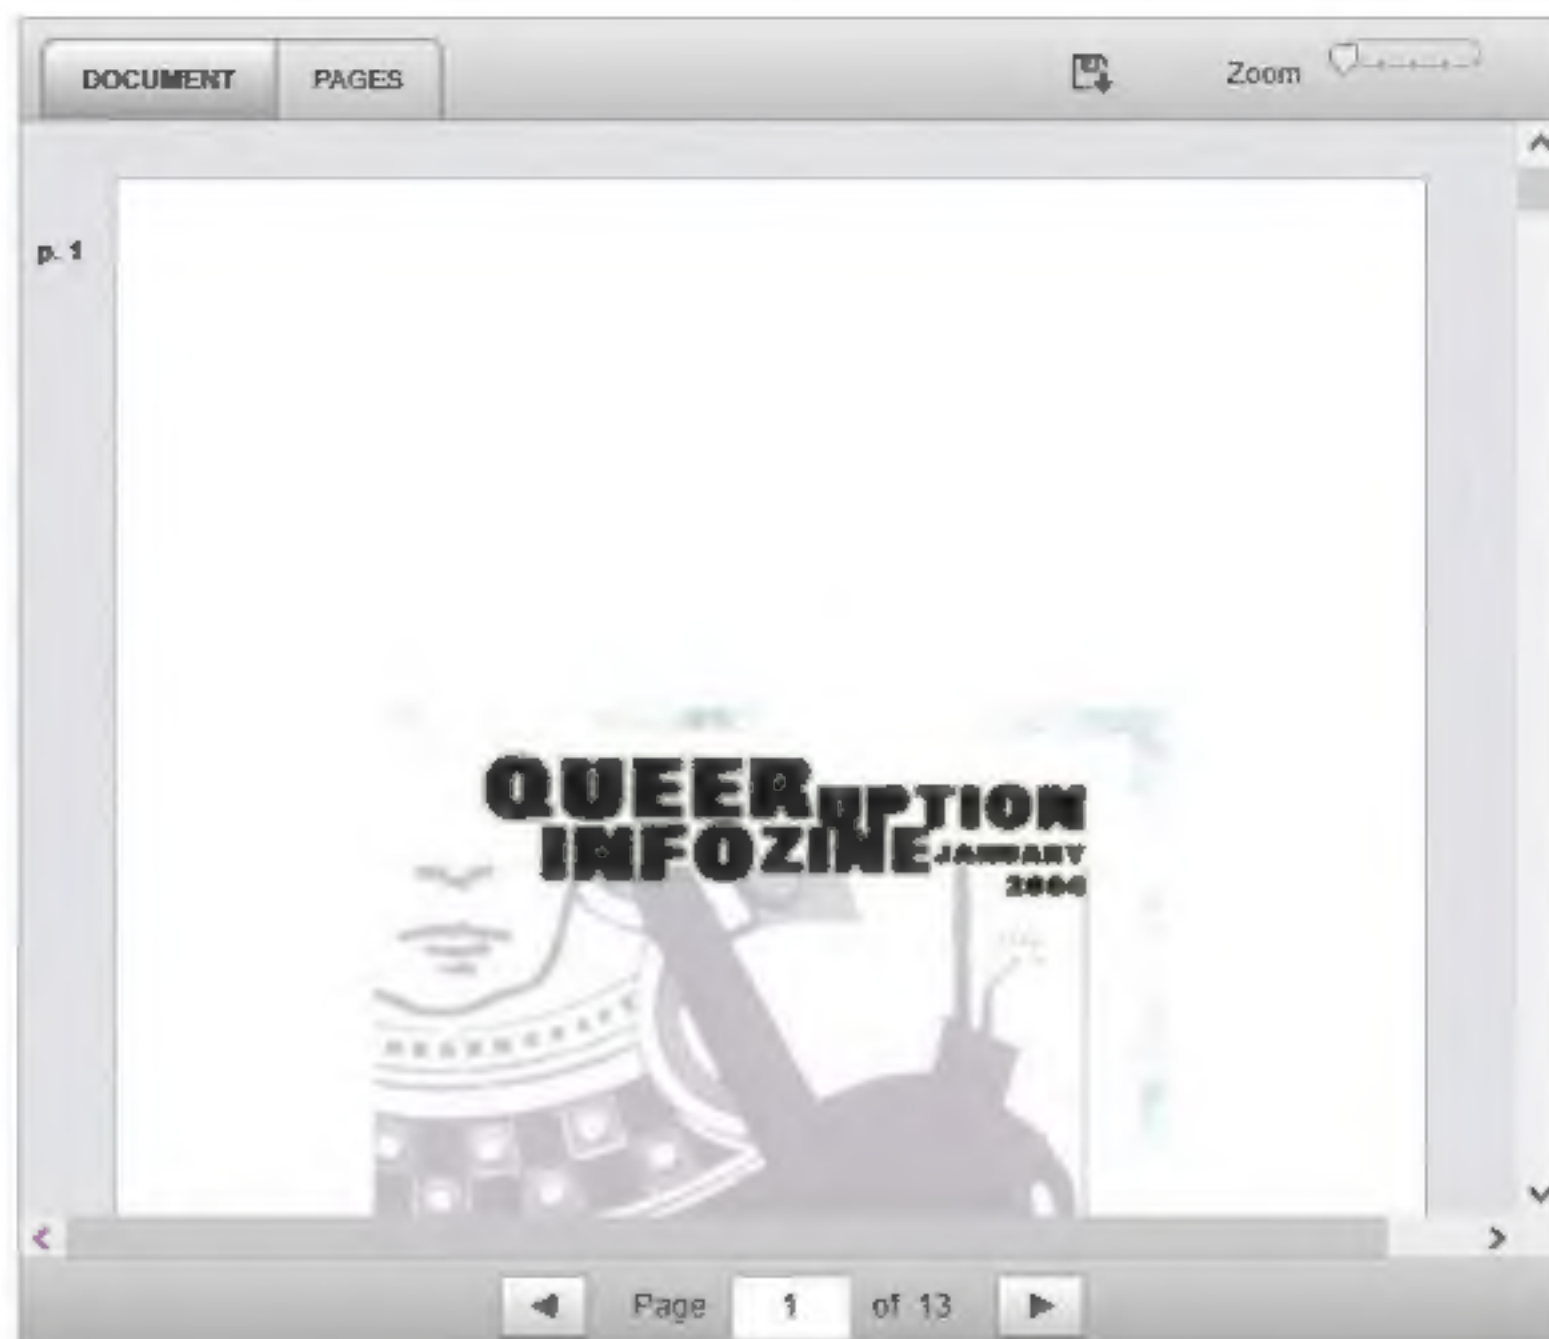 DOCUMENT PAGES Zoom
p. 1
QUEERUPTION
INFOZINE JANUARY
Page 1 of 13